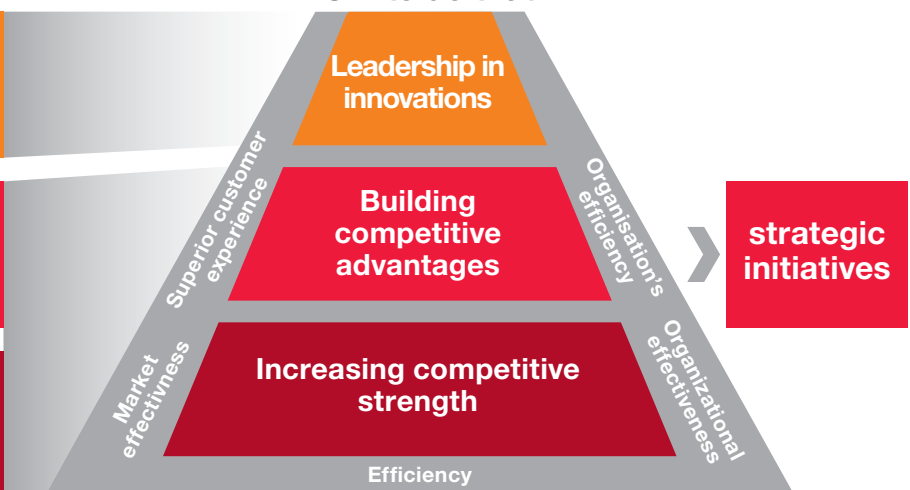 Leadership in
innovations
Superior customer
experience
Building
competitive
advantages
Organisation's
efficiency
strategic
initiatives
Market
effectivness
Increasing competitive
strength
Organizational
effectiveness
Efficiency